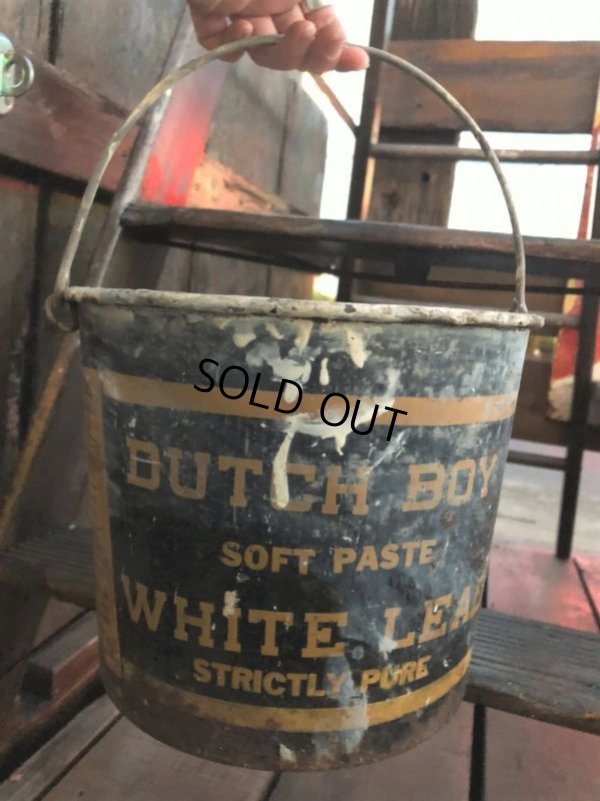 SOLD OUT
DUTCH BOY
SOFT PASTE
WHITE LEAD
STRICTLY PURE